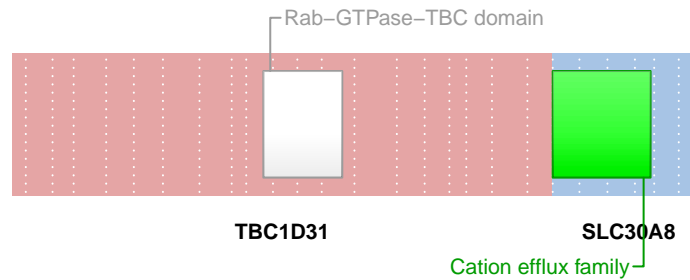 Rab−GTPase−TBC domain
TBC1D31
SLC30A8
Cation efflux family